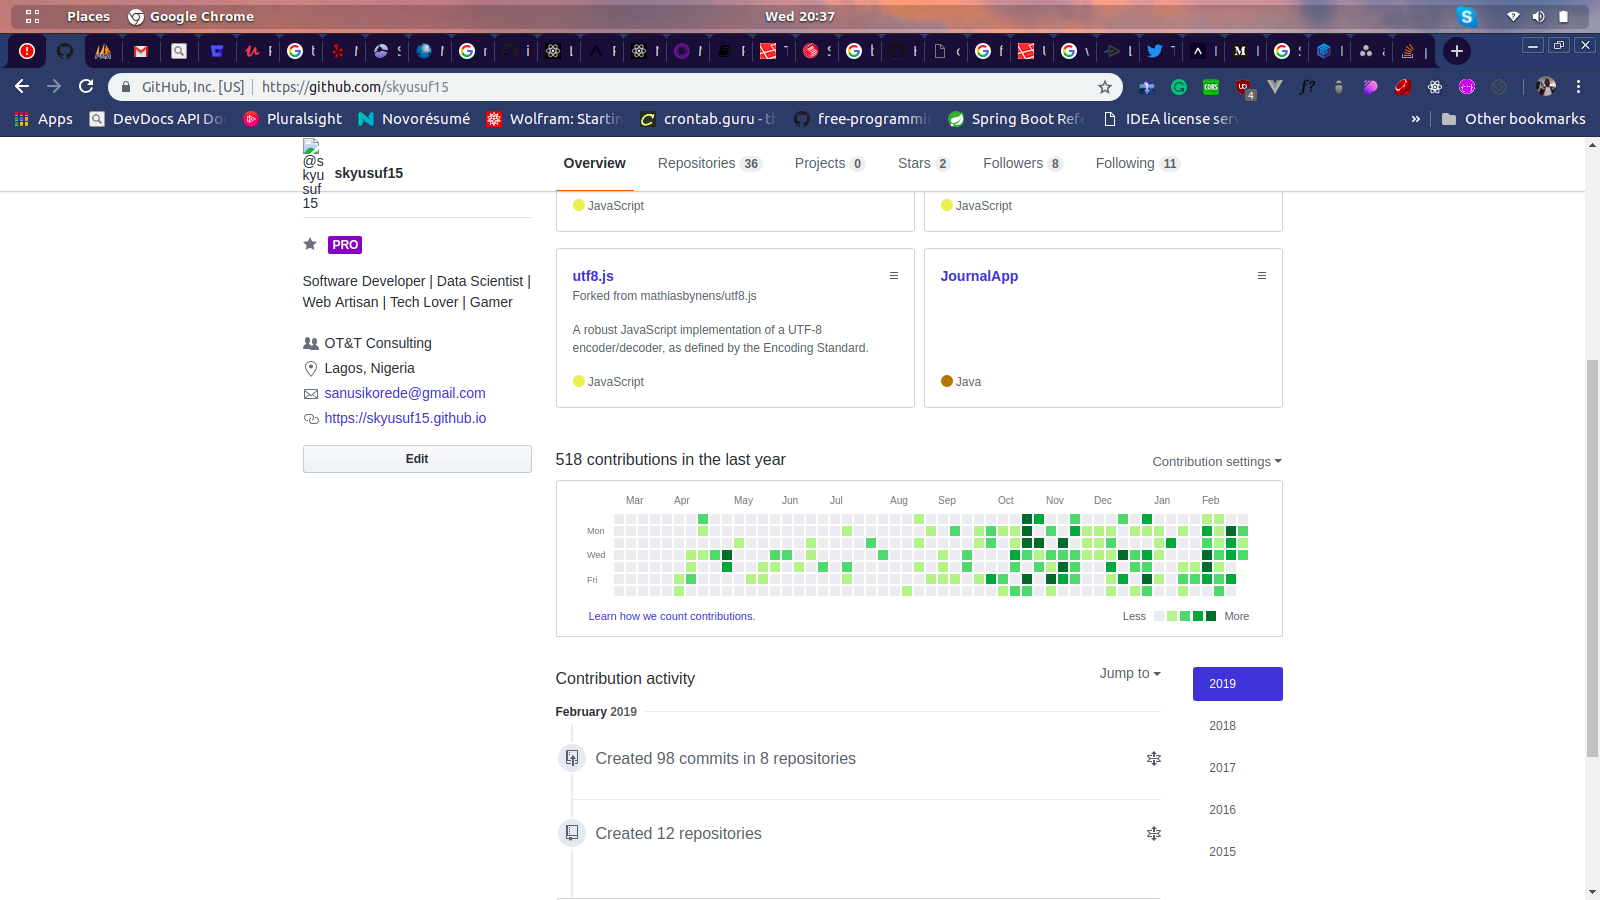 Places Google Chrome Wed 20:37
GitHub, Inc. [US] https://github.com/skyusuf15
Apps DevDocs API Do Pluralsight Novorésumé Wolfram: Startin crontab.guru - free-programmi Spring Boot Ref IDEA license ser » Other bookmarks
@skyusuf15 skyusuf15 Overview Repositories 36 Projects 0 Stars 2 Followers 8 Following 11
JavaScript JavaScript
PRO
Software Developer | Data Scientist |
Web Artisan | Tech Lover | Gamer
OT&T Consulting
Lagos, Nigeria
sanusikorede@gmail.com
https://skyusuf15.github.io
Edit
utf8.js
Forked from mathiasbynens/utf8.js
A robust JavaScript implementation of a UTF-8
encoder/decoder, as defined by the Encoding Standard.
JavaScript
JournalApp
Java
518 contributions in the last year Contribution settings
Mar Apr May Jun Jul Aug Sep Oct Nov Dec Jan Feb
Mon
Wed
Fri
Learn how we count contributions. Less More
Contribution activity Jump to
February 2019
Created 98 commits in 8 repositories
Created 12 repositories
2019
2018
2017
2016
2015